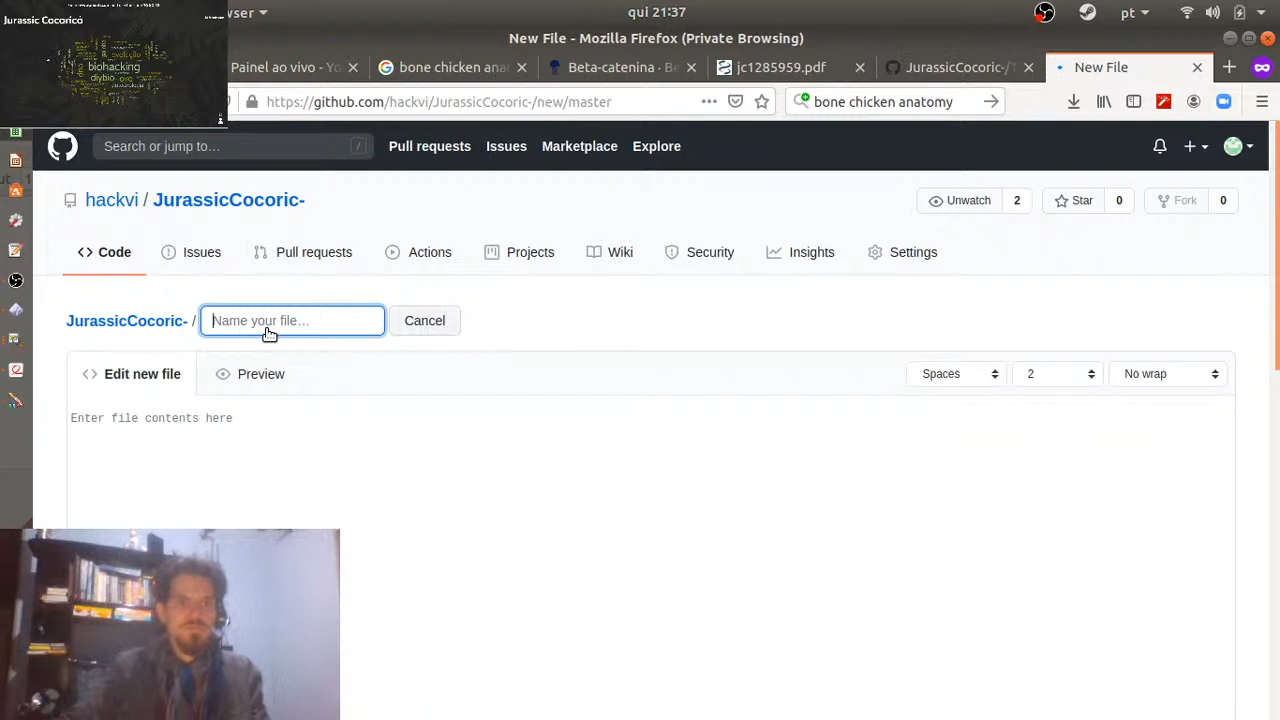 wser
qui 21:37
pt
New File - Mozilla Firefox (Private Browsing)
Jurassic Cocoricó
biohacking
diybio
Painel ao vivo - Yo
bone chicken ana
Beta-catenina - Be
jc1285959.pdf
JurassicCocoric-/T
New File
https://github.com/hackvi/JurassicCocoric-/new/master
bone chicken anatomy
Search or jump to…
/
Pull requests
Issues
Marketplace
Explore
hackvi / JurassicCocoric-
Unwatch 2
Star 0
Fork 0
Code
Issues
Pull requests
Actions
Projects
Wiki
Security
Insights
Settings
JurassicCocoric- / Name your file…
Cancel
Edit new file
Preview
Spaces
2
No wrap
Enter file contents here